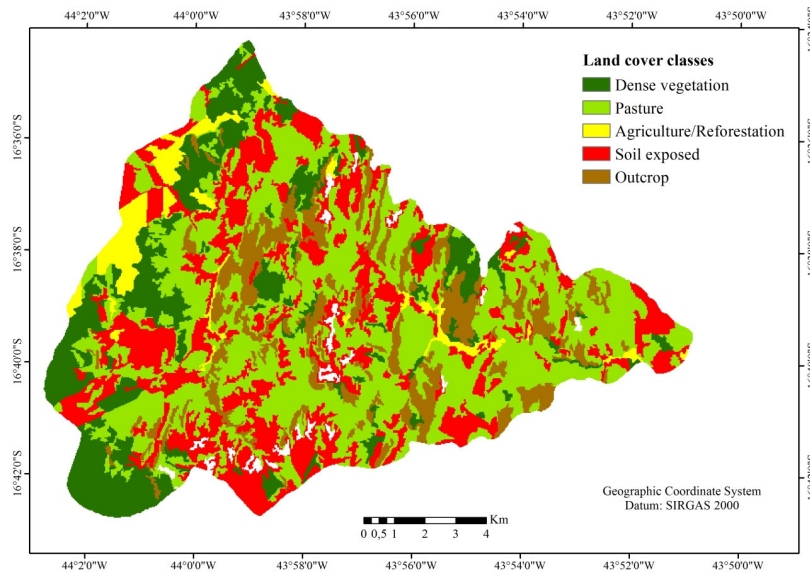 44°2'0"W 44°0'0"W 43°58'0"W 43°56'0"W 43°54'0"W 43°52'0"W 43°50'0"W
Land cover classes
Dense vegetation
Pasture
Agriculture/Reforestation
Soil exposed
Outcrop
16°36'0"S
16°38'0"S
16°40'0"S
16°42'0"S
Geographic Coordinate System
Datum: SIRGAS 2000
Km
0 0,5 1 2 3 4
44°2'0"W 44°0'0"W 43°58'0"W 43°56'0"W 43°54'0"W 43°52'0"W 43°50'0"W